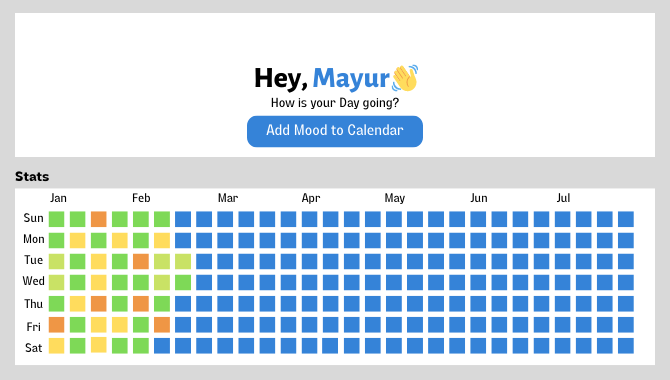 Hey, Mayur👋
How is your Day going?
Add Mood to Calendar
Stats
Jan Feb Mar Apr May Jun Jul
Sun
Mon
Tue
Wed
Thu
Fri
Sat